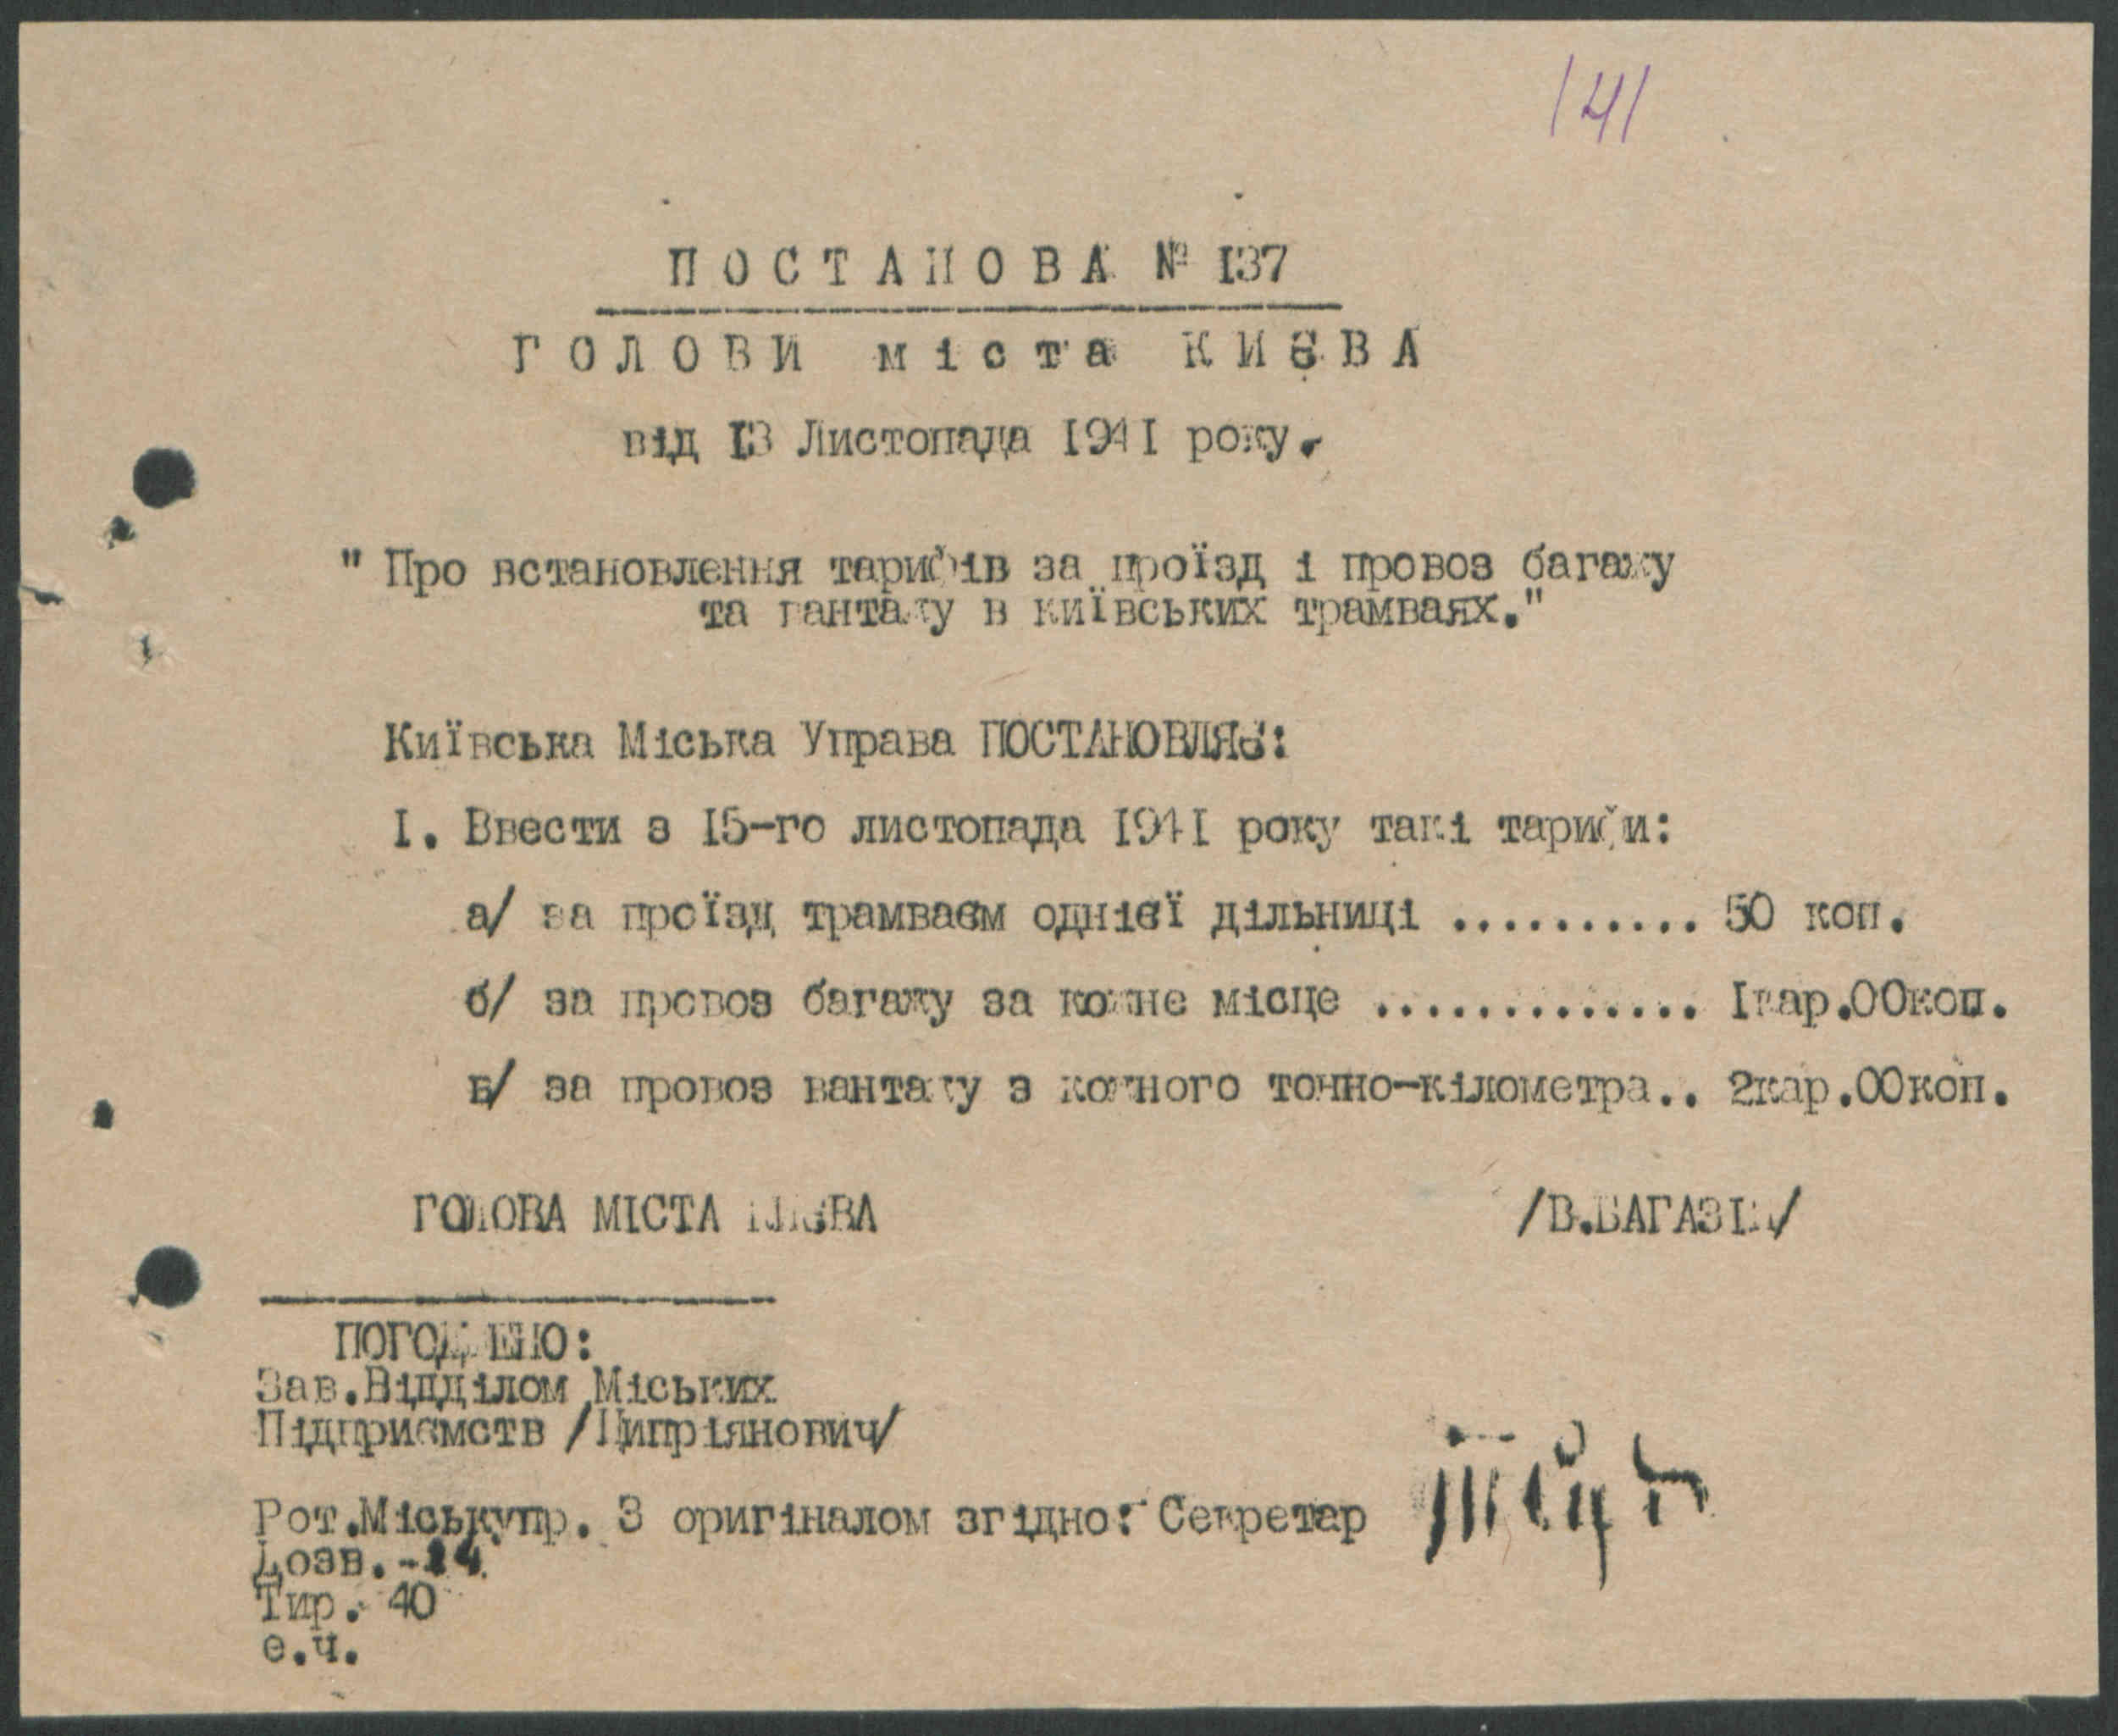 141
ПОСТАНОВА № 137
ГОЛОВИ міста КИЄВА
від 13 Листопада 1941 року.
" Про встановлення тарифів за проїзд і провоз багажу
та вантажу в київських трамваях."
Київська Міська Управа ПОСТАНОВЛЯЄ:
I. Ввести з 15-го листопада 1941 року такі тарифи:
а/ за проїзд трамваєм однієї дільниці .......... 50 коп.
б/ за провоз багажу за кожне місце ............. Iкар.00коп.
в/ за провоз вантажу з кожного тонно-кілометра.. 2кар.00коп.
ГОЛОВА МІСТА КИЄВА /В.БАГАЗІЙ/
ПОГОДЖЕНО:
Зав.Відділом Міських
Підприємств /Ципріянович/
Рот.Міськупр. З оригіналом згідно: Секретар
Дозв.-14
Тир. 40
е.ч.